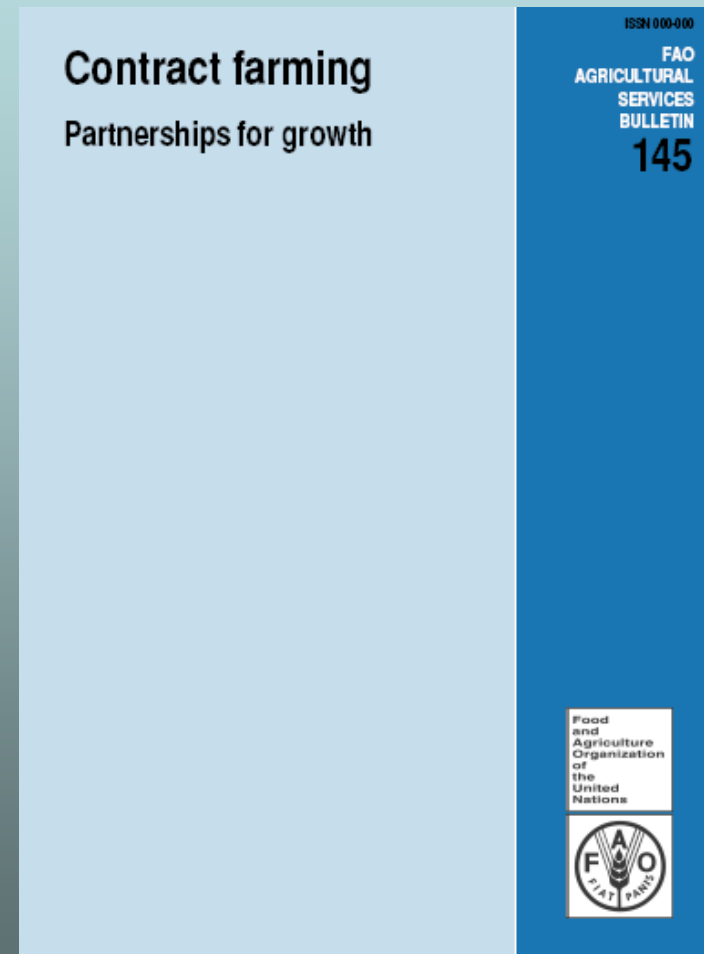 Contract farming
Partnerships for growth
ISSN 000-000
FAO
AGRICULTURAL
SERVICES
BULLETIN
145
Food
and
Agriculture
Organization
of
the
United
Nations
F A O
FIAT PANIS